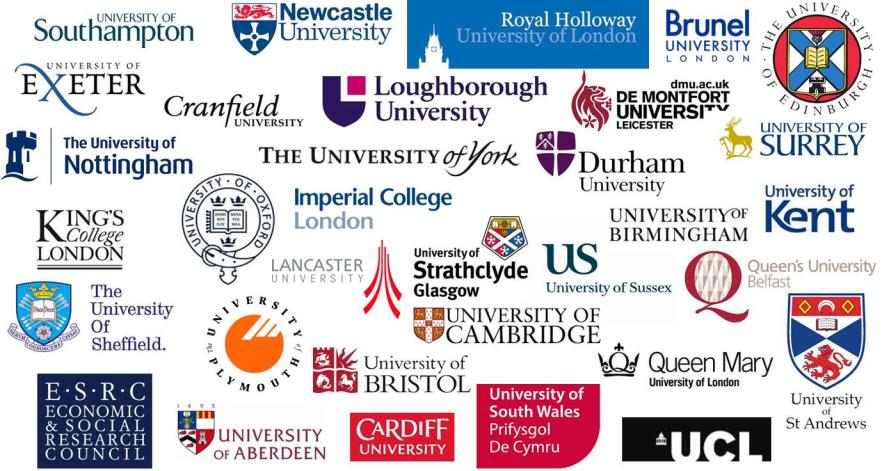 UNIVERSITY OF
Southampton
Newcastle
University
Royal Holloway
University of London
Brunel
UNIVERSITY
LONDON
THE UNIVERSITY
OF EDINBURGH
UNIVERSITY OF
EXETER
Cranfield
UNIVERSITY
Loughborough
University
dmu.ac.uk
DE MONTFORT
UNIVERSITY
LEICESTER
UNIVERSITY OF
SURREY
The University of
Nottingham
THE UNIVERSITY of York
Durham
University
UNIVERSITY OF OXFORD
Imperial College
London
UNIVERSITY OF
BIRMINGHAM
University of
Kent
KING'S
College
LONDON
LANCASTER
UNIVERSITY
University of
Strathclyde
Glasgow
US
University of Sussex
Queen's University
Belfast
The
University
Of
Sheffield.
The UNIVERSITY of
PLYMOUTH
UNIVERSITY OF
CAMBRIDGE
University of
BRISTOL
Queen Mary
University of London
University
of
St Andrews
E·S·R·C
ECONOMIC
& SOCIAL
RESEARCH
COUNCIL
1495
UNIVERSITY
OF ABERDEEN
CARDIFF
UNIVERSITY
University of
South Wales
Prifysgol
De Cymru
UCL